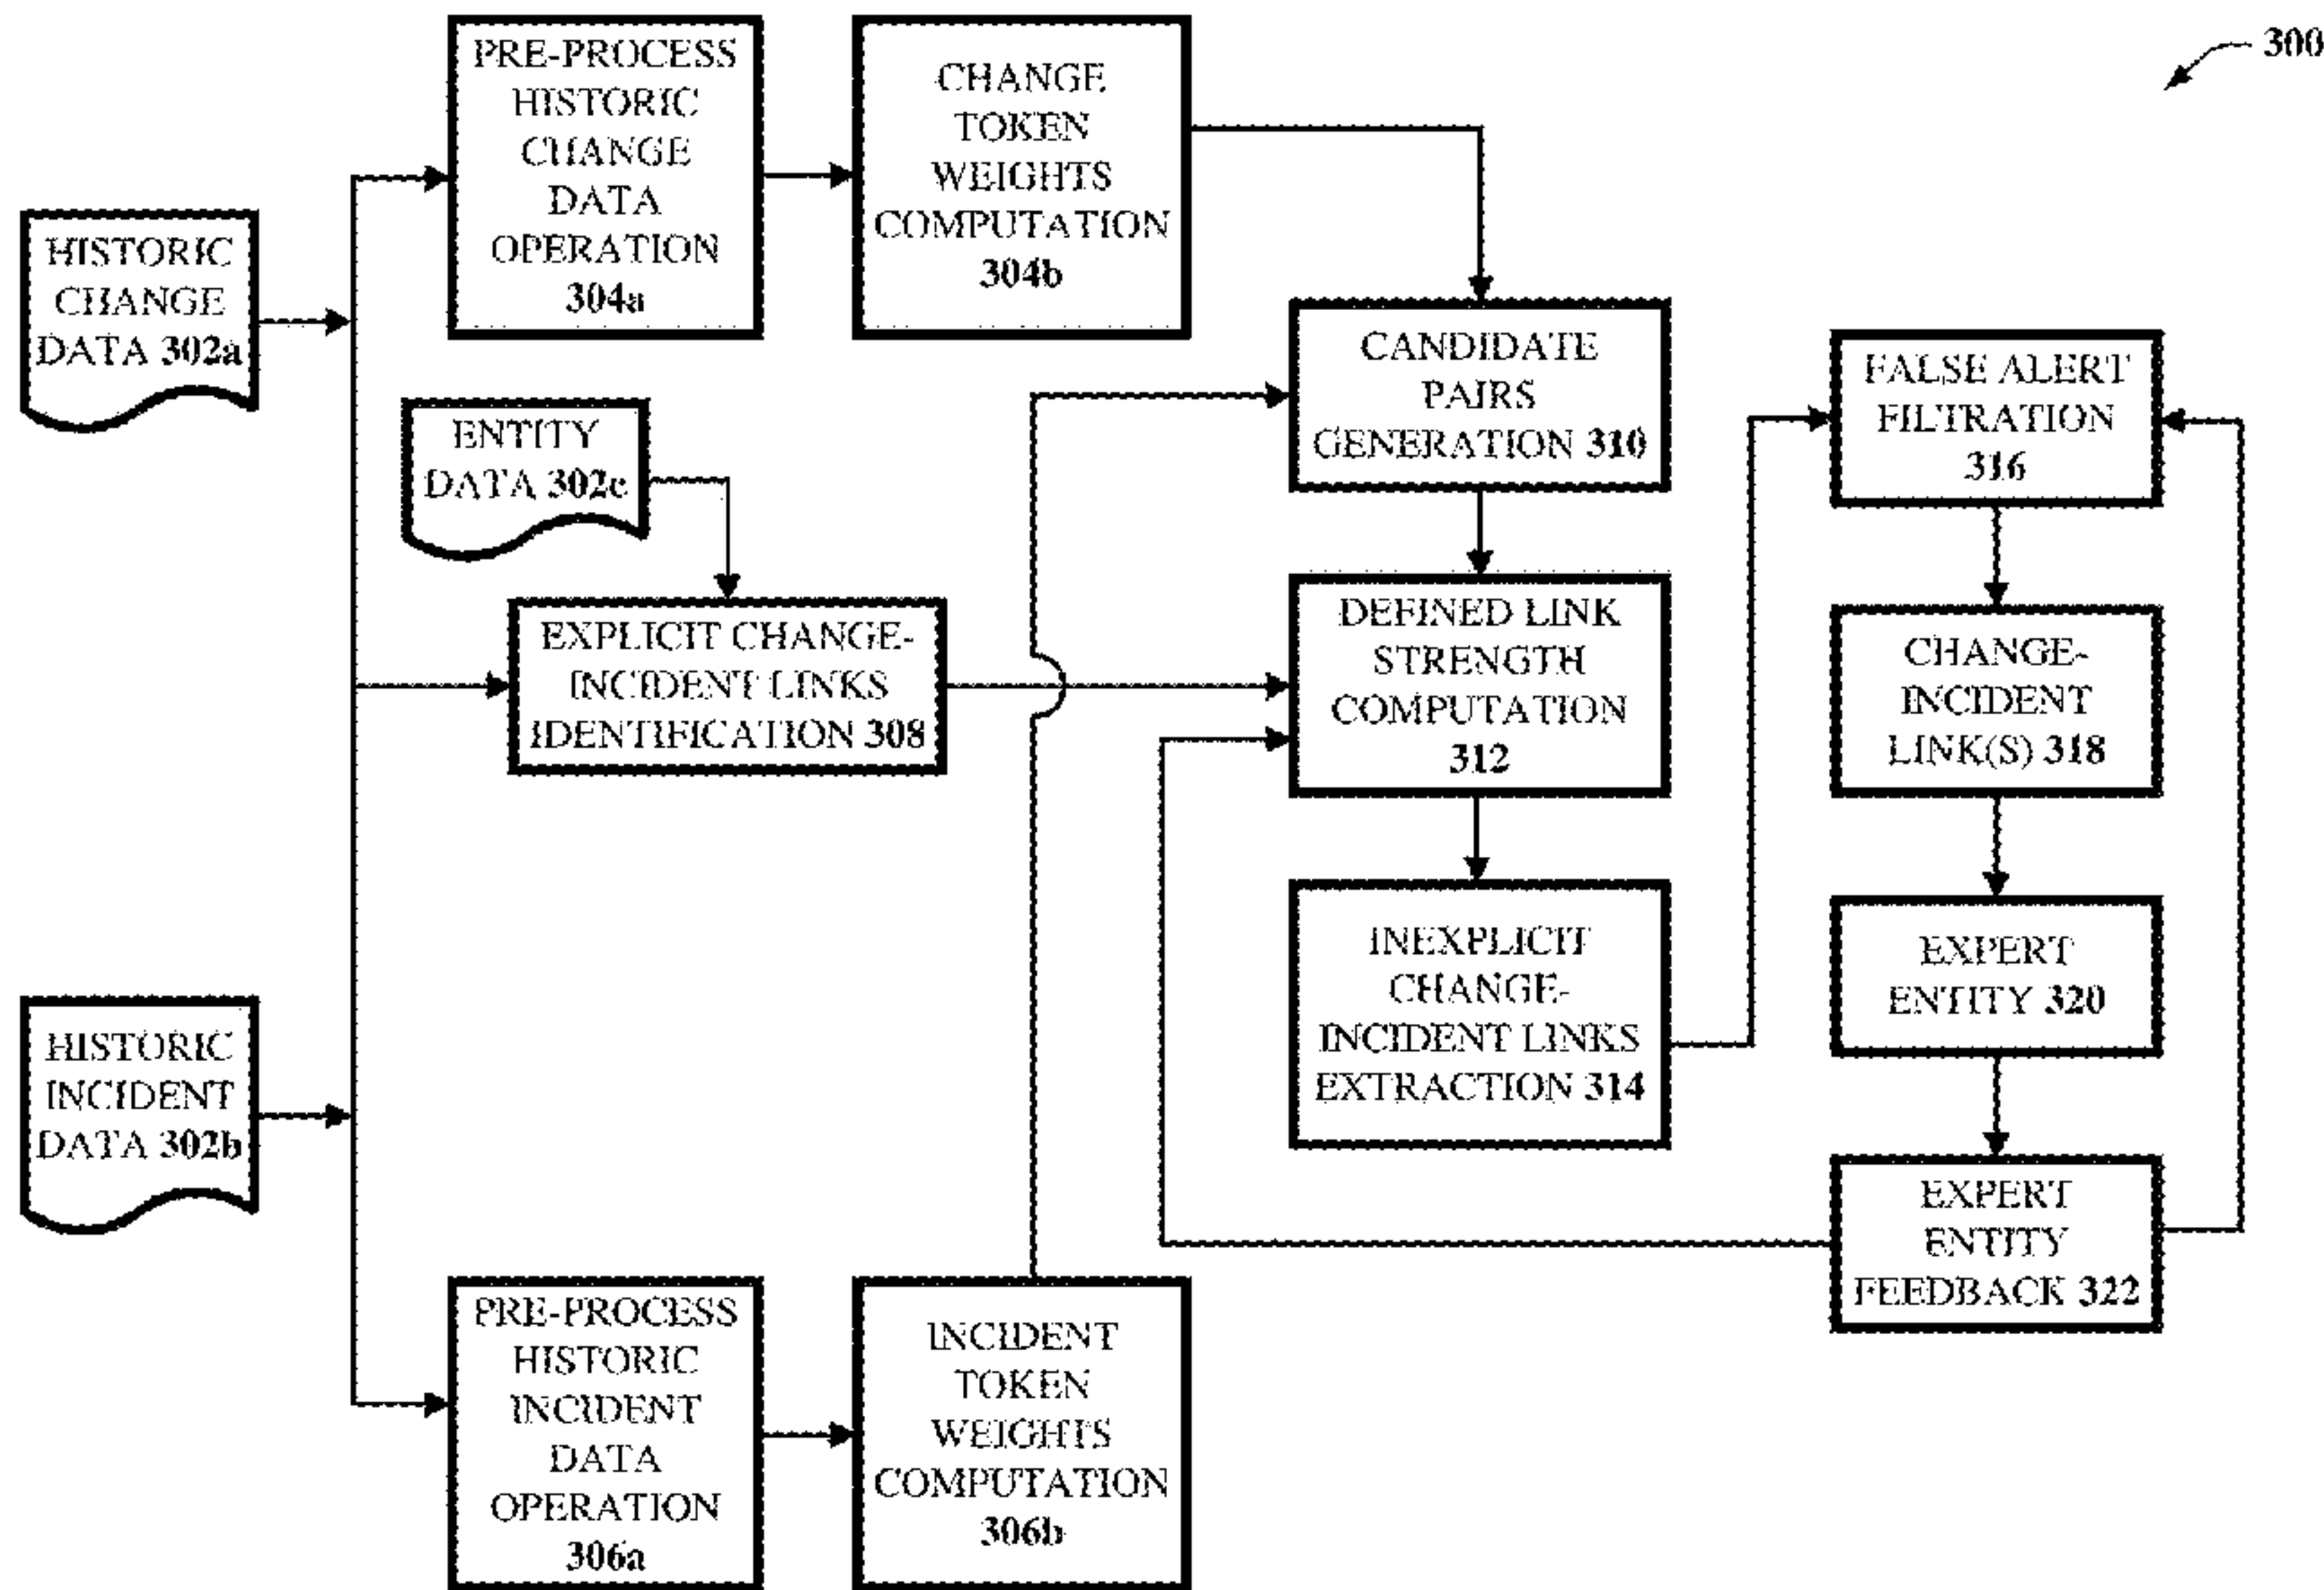 300
PRE-PROCESS
HISTORIC
CHANGE
DATA
OPERATION
304a
CHANGE
TOKEN
WEIGHTS
COMPUTATION
304b
HISTORIC
CHANGE
DATA 302a
ENTITY
DATA 302c
CANDIDATE
PAIRS
GENERATION 310
FALSE ALERT
FILTRATION
316
EXPLICIT CHANGE-
INCIDENT LINKS
IDENTIFICATION 308
DEFINED LINK
STRENGTH
COMPUTATION
312
CHANGE-
INCIDENT
LINK(S) 318
INEXPLICIT
CHANGE-
INCIDENT LINKS
EXTRACTION 314
EXPERT
ENTITY 320
HISTORIC
INCIDENT
DATA 302b
EXPERT
ENTITY
FEEDBACK 322
PRE-PROCESS
HISTORIC
INCIDENT
DATA
OPERATION
306a
INCIDENT
TOKEN
WEIGHTS
COMPUTATION
306b